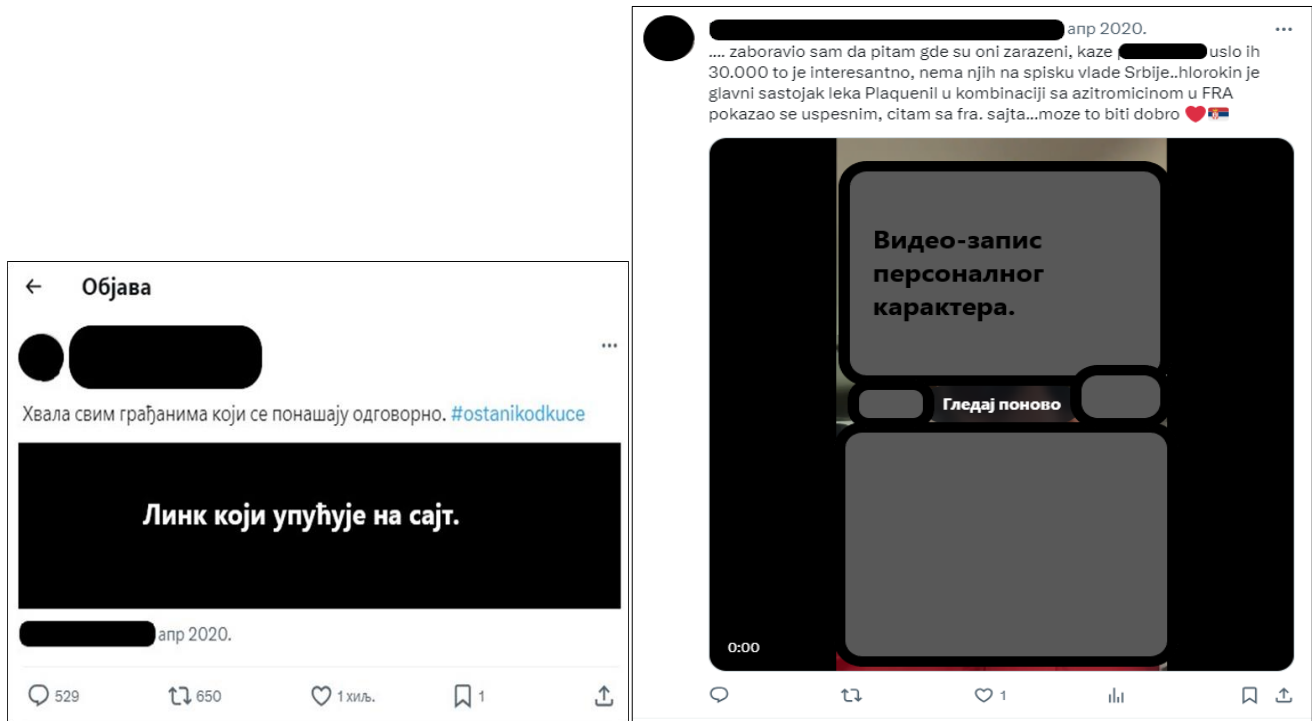 Објава
Хвала свим грађанима који се понашају одговорно. #ostanikodkuce
Линк који упућује на сајт.
апр 2020.
529 650 1 хиљ. 1
апр 2020.
.... zaboravio sam da pitam gde su oni zarazeni, kaze uslo ih
30.000 to je interesantno, nema njih na spisku vlade Srbije..hlorokin je
glavni sastojak leka Plaquenil u kombinaciji sa azitromicinom u FRA
pokazao se uspesnim, citam sa fra. sajta...moze to biti dobro ❤️🇷🇸
Видео-запис
персоналног
карактера.
Гледај поново
0:00
1